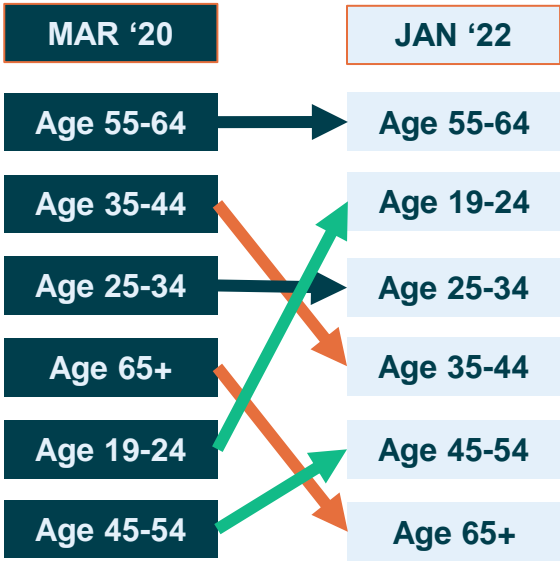 MAR ‘20
JAN ‘22
Age 55-64
Age 55-64
Age 35-44
Age 19-24
Age 25-34
Age 25-34
Age 65+
Age 35-44
Age 19-24
Age 45-54
Age 45-54
Age 65+